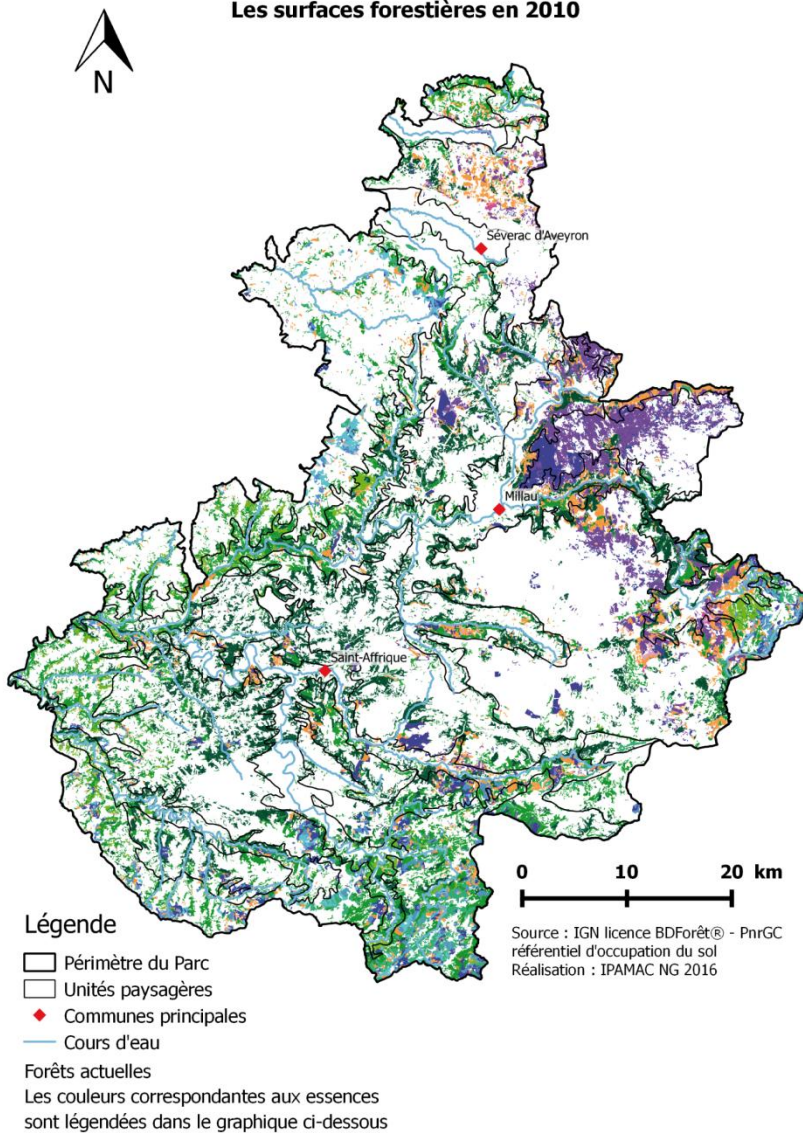 Les surfaces forestières en 2010
N
Séverac d'Aveyron
Millau
Saint-Affrique
0 10 20 km
Source : IGN licence BDForêt® - PnrGC
référentiel d'occupation du sol
Réalisation : IPAMAC NG 2016
Légende
Périmètre du Parc
Unités paysagères
Communes principales
Cours d'eau
Forêts actuelles
Les couleurs correspondantes aux essences
sont légendées dans le graphique ci-dessous